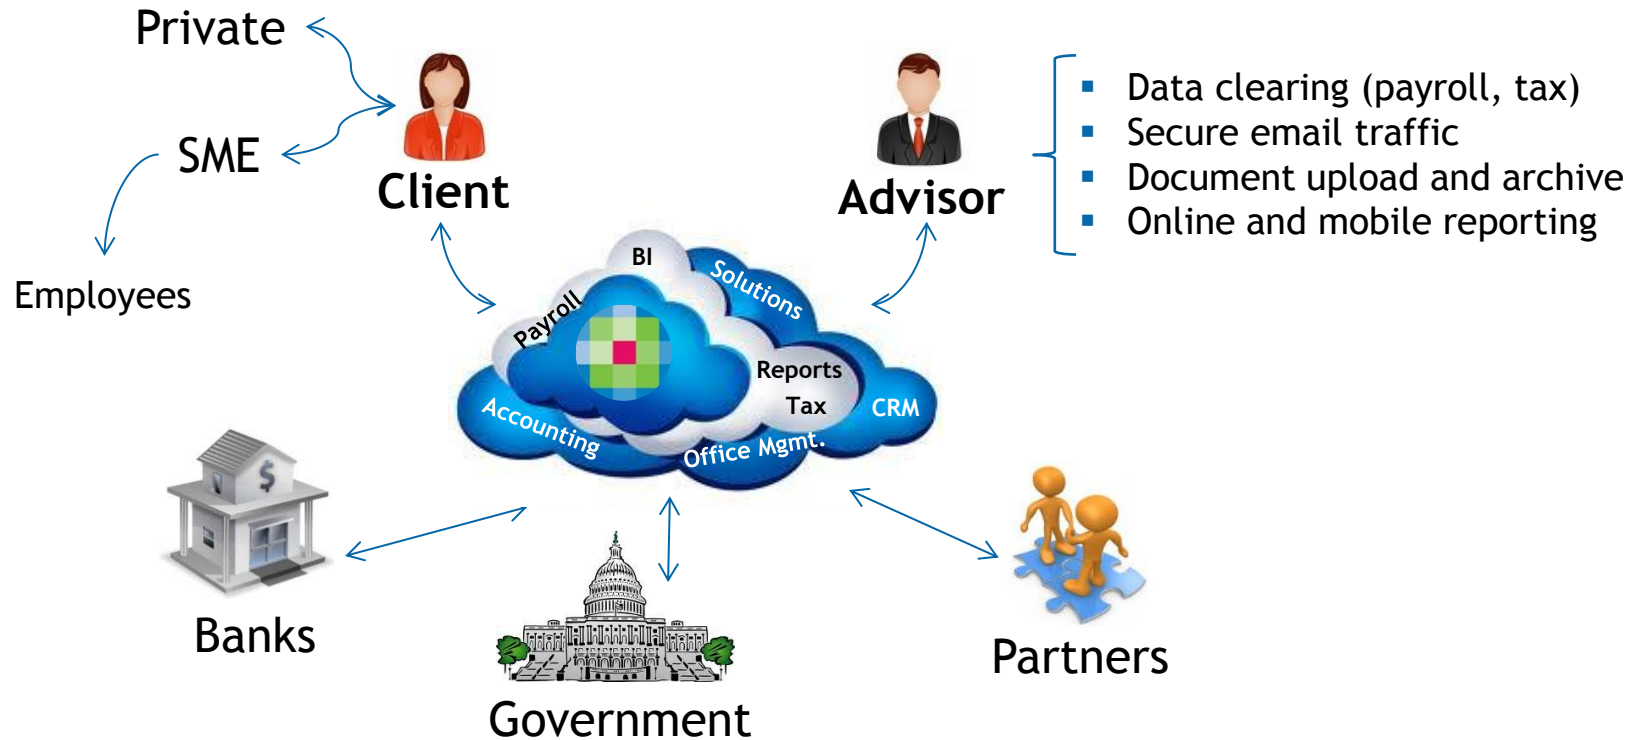 Private
SME
Employees
Client
Advisor
▪ Data clearing (payroll, tax)
▪ Secure email traffic
▪ Document upload and archive
▪ Online and mobile reporting
BI
Solutions
Payroll
Reports
Tax
CRM
Accounting
Office Mgmt.
$
Banks
Government
Partners